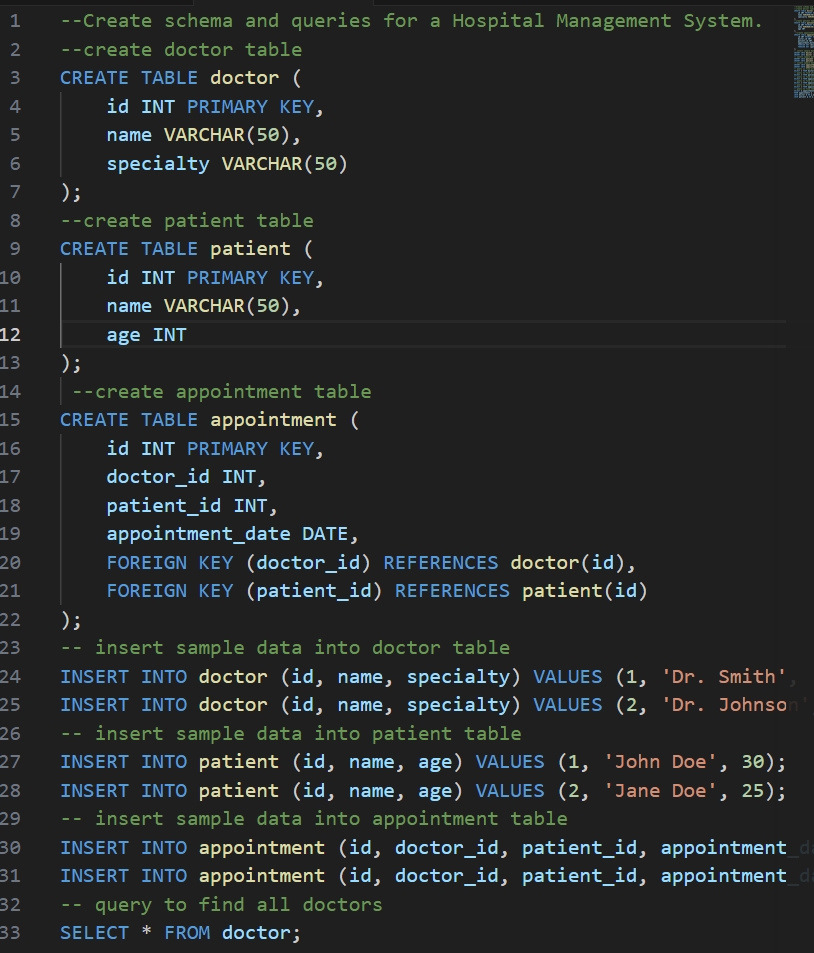 1 --Create schema and queries for a Hospital Management System.
2 --create doctor table
3 CREATE TABLE doctor (
4 id INT PRIMARY KEY,
5 name VARCHAR(50),
6 specialty VARCHAR(50)
7 );
8 --create patient table
9 CREATE TABLE patient (
10 id INT PRIMARY KEY,
11 name VARCHAR(50),
12 age INT
13 );
14 --create appointment table
15 CREATE TABLE appointment (
16 id INT PRIMARY KEY,
17 doctor_id INT,
18 patient_id INT,
19 appointment_date DATE,
20 FOREIGN KEY (doctor_id) REFERENCES doctor(id),
21 FOREIGN KEY (patient_id) REFERENCES patient(id)
22 );
23 -- insert sample data into doctor table
24 INSERT INTO doctor (id, name, specialty) VALUES (1, 'Dr. Smith',
25 INSERT INTO doctor (id, name, specialty) VALUES (2, 'Dr. Johnson'
26 -- insert sample data into patient table
27 INSERT INTO patient (id, name, age) VALUES (1, 'John Doe', 30);
28 INSERT INTO patient (id, name, age) VALUES (2, 'Jane Doe', 25);
29 -- insert sample data into appointment table
30 INSERT INTO appointment (id, doctor_id, patient_id, appointment_da
31 INSERT INTO appointment (id, doctor_id, patient_id, appointment_da
32 -- query to find all doctors
33 SELECT * FROM doctor;